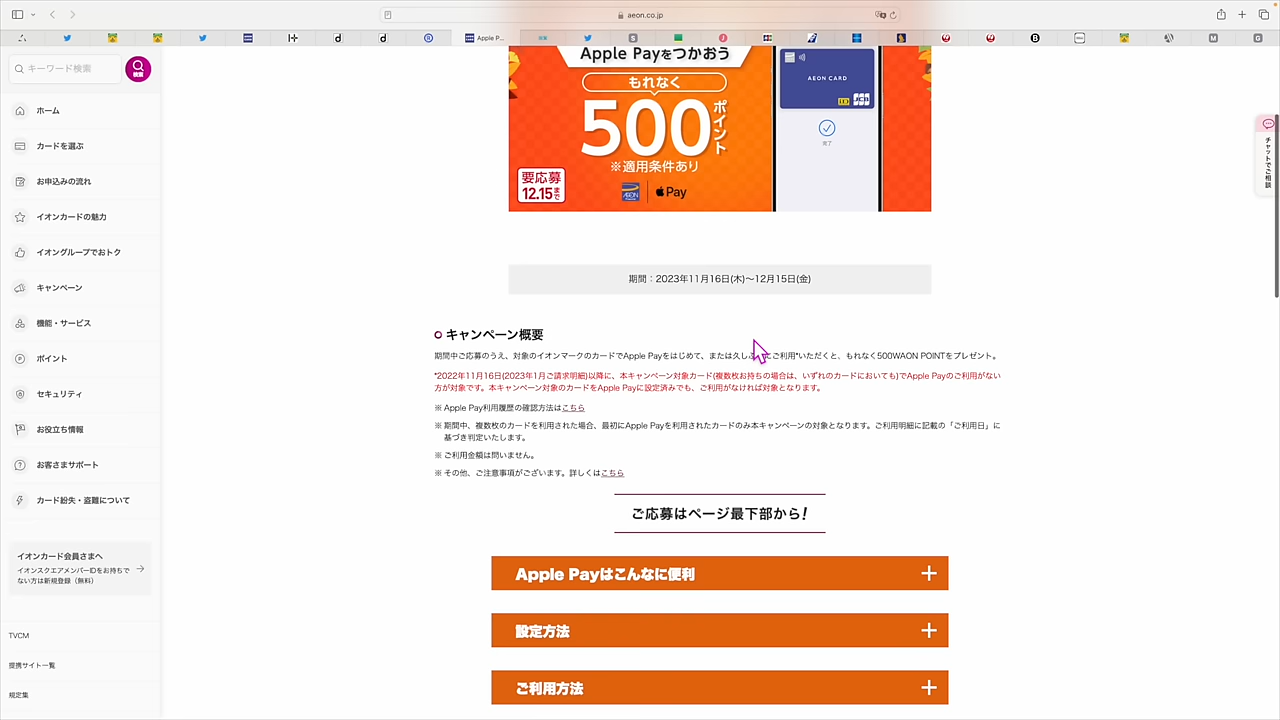 aeon.co.jp
Apple P...
キーワード検索
検索
ホーム
カードを選ぶ
お申込みの流れ
イオンカードの魅力
イオングループでおトク
キャンペーン
機能・サービス
ポイント
セキュリティ
お役立ち情報
お客さまサポート
カード紛失・盗難について
イオンカード会員さまへ
イオンスクエアメンバーIDをお持ちで
ない方は新規登録（無料）
TVCM
提携サイト一覧
規定集
Apple Payをつかおう
もれなく
500ポイント
※適用条件あり
要応募
12.15まで
AEON
Pay
AEON CARD
iD
JCB
完了
チャットでご相談
期間：2023年11月16日(木)〜12月15日(金)
キャンペーン概要
期間中ご応募のうえ、対象のイオンマークのカードでApple Payをはじめて、または久しぶりにご利用*いただくと、もれなく500WAON POINTをプレゼント。
*2022年11月16日(2023年1月ご請求明細)以降に、本キャンペーン対象カード(複数枚お持ちの場合は、いずれのカードにおいても)でApple Payのご利用がない
方が対象です。本キャンペーン対象のカードをApple Payに設定済みでも、ご利用がなければ対象となります。
※ Apple Pay利用履歴の確認方法はこちら
※ 期間中、複数枚のカードを利用された場合、最初にApple Payを利用されたカードのみ本キャンペーンの対象となります。ご利用明細に記載の「ご利用日」に
基づき判定いたします。
※ ご利用金額は問いません。
※ その他、ご注意事項がございます。詳しくはこちら
ご応募はページ最下部から!
Apple Payはこんなに便利
設定方法
ご利用方法